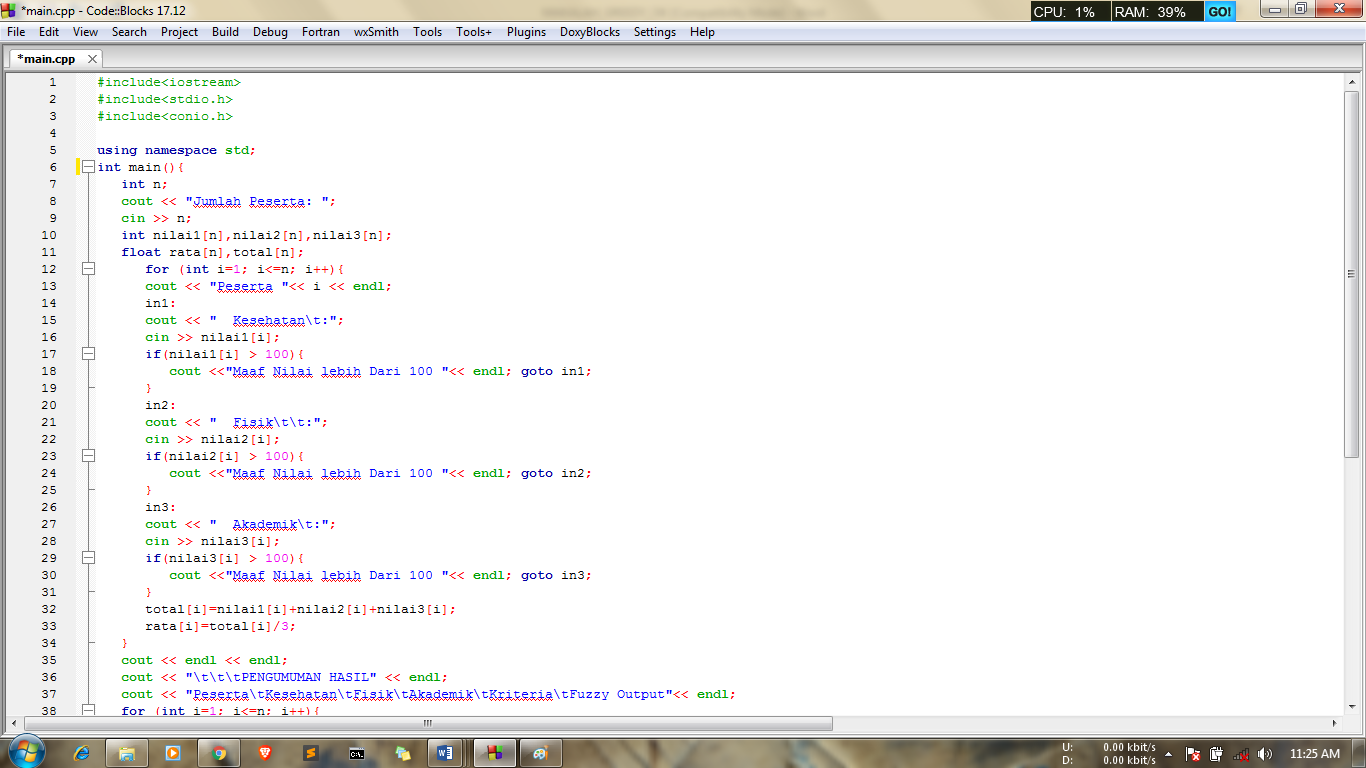 *main.cpp - Code::Blocks 17.12
CPU: 1% RAM: 39% GO!
File Edit View Search Project Build Debug Fortran wxSmith Tools Tools+ Plugins DoxyBlocks Settings Help
*main.cpp
1 #include<iostream>
2 #include<stdio.h>
3 #include<conio.h>
4
5 using namespace std;
6 int main(){
7 int n;
8 cout << "Jumlah Peserta: ";
9 cin >> n;
10 int nilai1[n],nilai2[n],nilai3[n];
11 float rata[n],total[n];
12 for (int i=1; i<=n; i++){
13 cout << "Peserta "<< i << endl;
14 in1:
15 cout << "  Kesehatan\t:";
16 cin >> nilai1[i];
17 if(nilai1[i] > 100){
18 cout <<"Maaf Nilai lebih Dari 100 "<< endl; goto in1;
19 }
20 in2:
21 cout << "  Fisik\t\t:";
22 cin >> nilai2[i];
23 if(nilai2[i] > 100){
24 cout <<"Maaf Nilai lebih Dari 100 "<< endl; goto in2;
25 }
26 in3:
27 cout << "  Akademik\t:";
28 cin >> nilai3[i];
29 if(nilai3[i] > 100){
30 cout <<"Maaf Nilai lebih Dari 100 "<< endl; goto in3;
31 }
32 total[i]=nilai1[i]+nilai2[i]+nilai3[i];
33 rata[i]=total[i]/3;
34 }
35 cout << endl << endl;
36 cout << "\t\t\tPENGUMUMAN HASIL" << endl;
37 cout << "Peserta\tKesehatan\tFisik\tAkademik\tKriteria\tFuzzy Output"<< endl;
38 for (int i=1; i<=n; i++){
U: 0.00 kbit/s
D: 0.00 kbit/s
11:25 AM